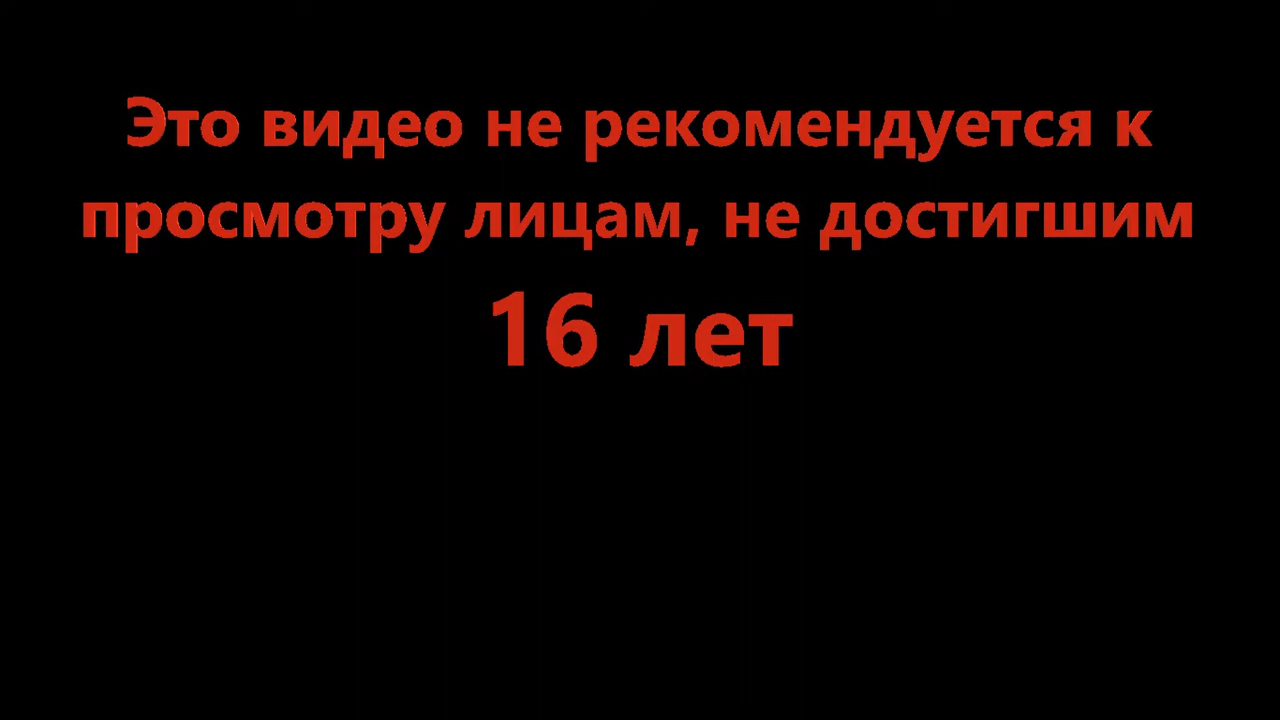 Это видео не рекомендуется к
просмотру лицам, не достигшим
16 лет